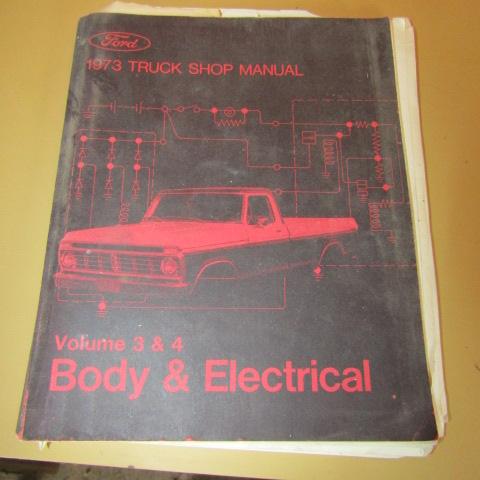 Ford
1973 TRUCK SHOP MANUAL
Volume 3 & 4
Body & Electrical